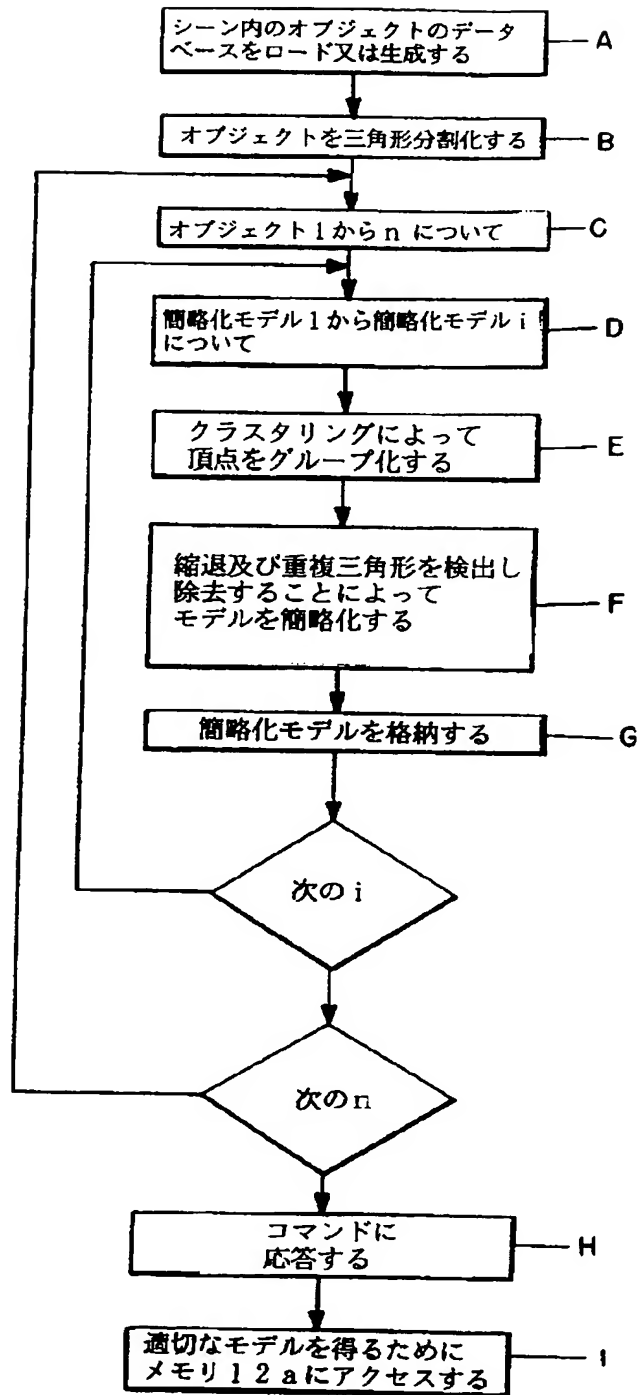 シーン内のオブジェクトのデータ
ベースをロード又は生成する
A
オブジェクトを三角形分割化する
B
オブジェクト1からnについて
C
簡略化モデル1から簡略化モデルi
について
D
クラスタリングによって
頂点をグループ化する
E
縮退及び重複三角形を検出し
除去することによって
モデルを簡略化する
F
簡略化モデルを格納する
G
次のi
次のn
コマンドに
応答する
H
適切なモデルを得るために
メモリ12aにアクセスする
I